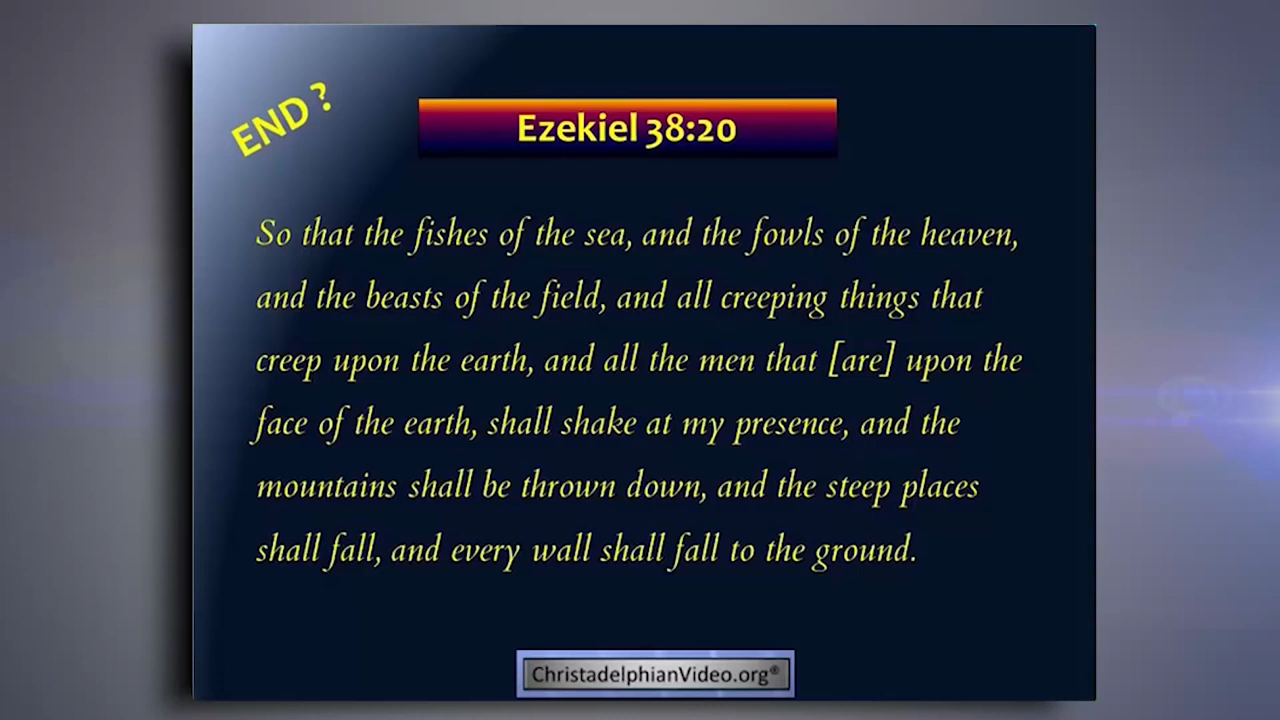 END ?
Ezekiel 38:20
So that the fishes of the sea, and the fowls of the heaven,
and the beasts of the field, and all creeping things that
creep upon the earth, and all the men that [are] upon the
face of the earth, shall shake at my presence, and the
mountains shall be thrown down, and the steep places
shall fall, and every wall shall fall to the ground.
ChristadelphianVideo.org®